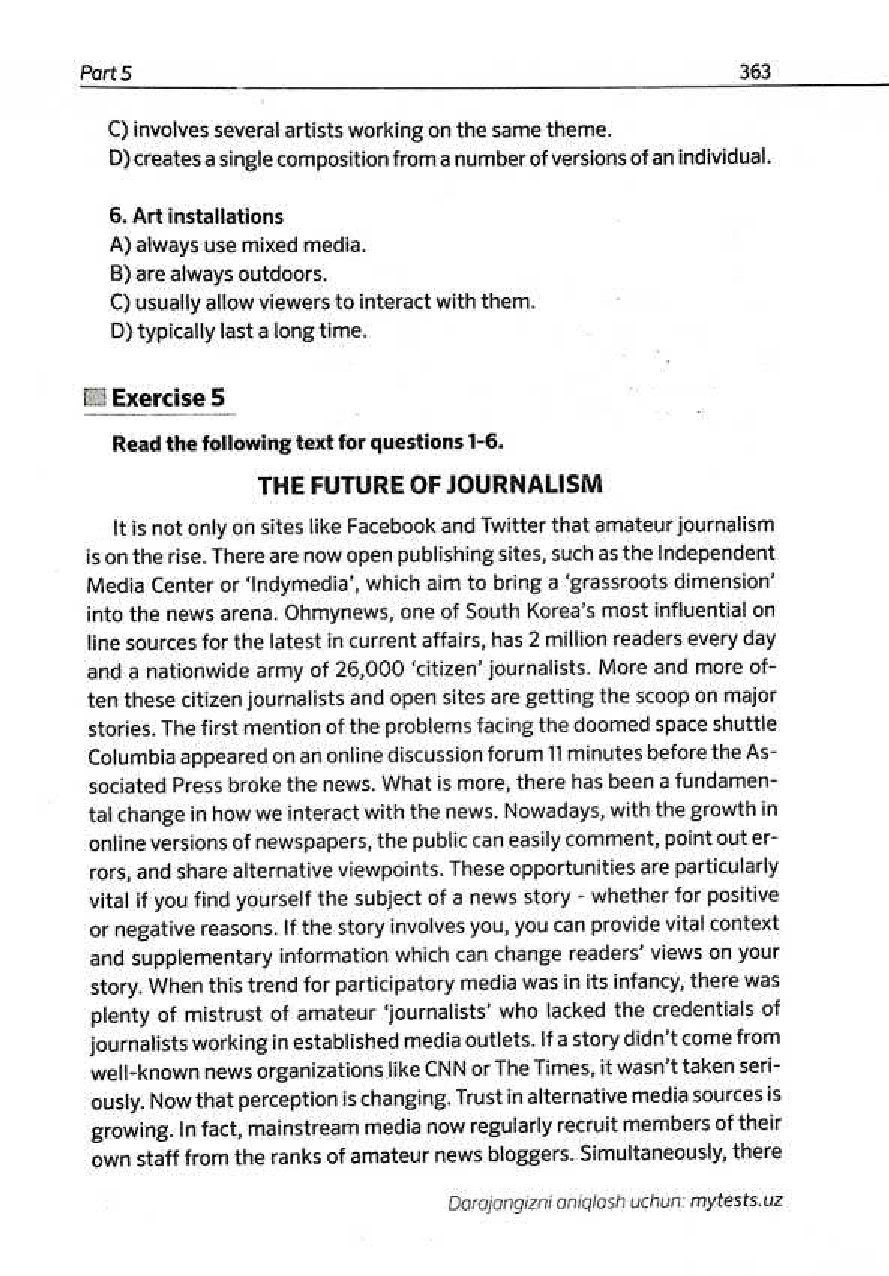 Part 5 363
C) involves several artists working on the same theme.
D) creates a single composition from a number of versions of an individual.
6. Art installations
A) always use mixed media.
B) are always outdoors.
C) usually allow viewers to interact with them.
D) typically last a long time.
Exercise 5
Read the following text for questions 1-6.
THE FUTURE OF JOURNALISM
It is not only on sites like Facebook and Twitter that amateur journalism
is on the rise. There are now open publishing sites, such as the Independent
Media Center or 'Indymedia', which aim to bring a 'grassroots dimension'
into the news arena. Ohmynews, one of South Korea's most influential on
line sources for the latest in current affairs, has 2 million readers every day
and a nationwide army of 26,000 'citizen' journalists. More and more of-
ten these citizen journalists and open sites are getting the scoop on major
stories. The first mention of the problems facing the doomed space shuttle
Columbia appeared on an online discussion forum 11 minutes before the As-
sociated Press broke the news. What is more, there has been a fundamen-
tal change in how we interact with the news. Nowadays, with the growth in
online versions of newspapers, the public can easily comment, point out er-
rors, and share alternative viewpoints. These opportunities are particularly
vital if you find yourself the subject of a news story - whether for positive
or negative reasons. If the story involves you, you can provide vital context
and supplementary information which can change readers' views on your
story. When this trend for participatory media was in its infancy, there was
plenty of mistrust of amateur 'journalists' who lacked the credentials of
journalists working in established media outlets. If a story didn't come from
well-known news organizations like CNN or The Times, it wasn't taken seri-
ously. Now that perception is changing. Trust in alternative media sources is
growing. In fact, mainstream media now regularly recruit members of their
own staff from the ranks of amateur news bloggers. Simultaneously, there
Darajangizni aniqlash uchun: mytests.uz